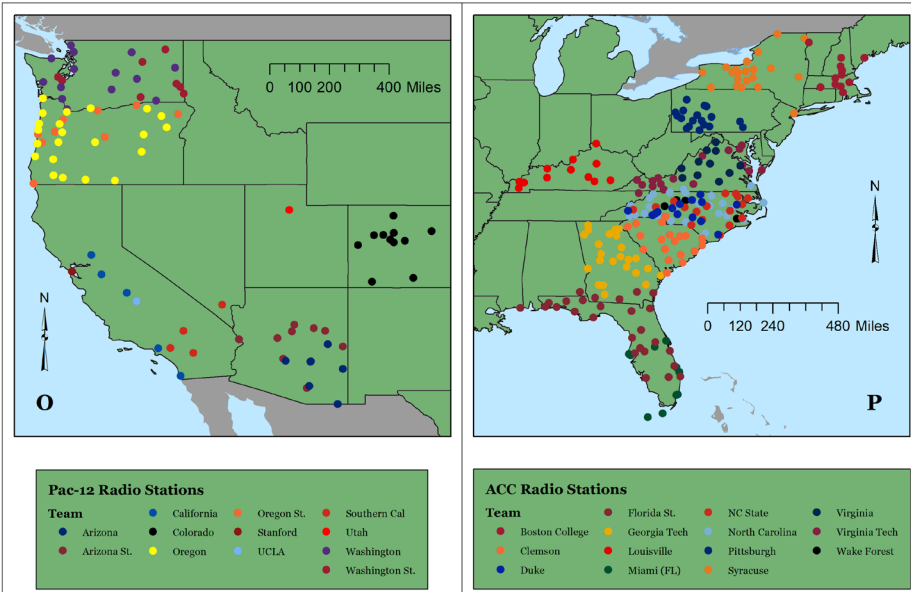 0 100 200 400 Miles
N
O
N
0 120 240 480 Miles
P
Pac-12 Radio Stations
Team
Arizona
Arizona St.
California
Colorado
Oregon
Oregon St.
Stanford
UCLA
Southern Cal
Utah
Washington
Washington St.
ACC Radio Stations
Team
Boston College
Clemson
Duke
Florida St.
Georgia Tech
Louisville
Miami (FL)
NC State
North Carolina
Pittsburgh
Syracuse
Virginia
Virginia Tech
Wake Forest